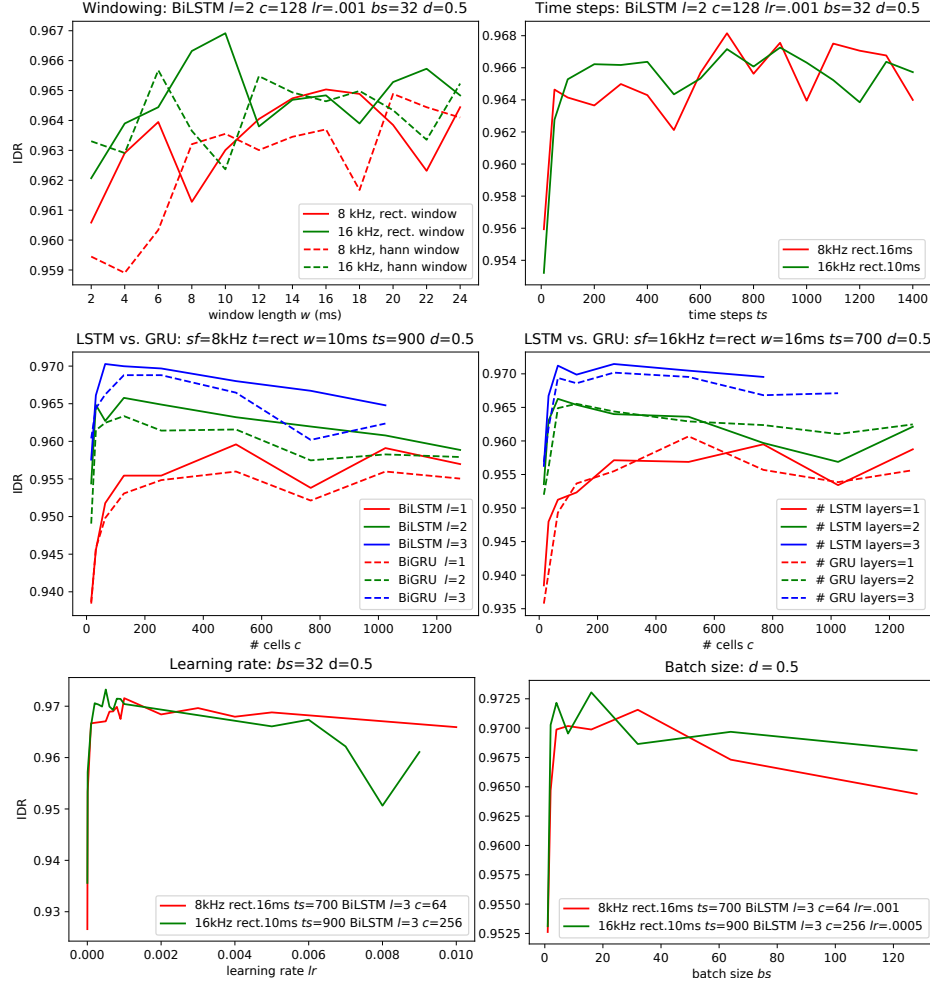 Windowing: BiLSTM l=2 c=128 lr=.001 bs=32 d=0.5
0.967
0.966
0.965
0.964
0.963
0.962
0.961
0.960
0.959
IDR
8 kHz, rect. window
16 kHz, rect. window
8 kHz, hann window
16 kHz, hann window
2 4 6 8 10 12 14 16 18 20 22 24
window length w (ms)
Time steps: BiLSTM l=2 c=128 lr=.001 bs=32 d=0.5
0.968
0.966
0.964
0.962
0.960
0.958
0.956
0.954
8kHz rect.16ms
16kHz rect.10ms
0 200 400 600 800 1000 1200 1400
time steps ts
LSTM vs. GRU: sf=8kHz t=rect w=10ms ts=900 d=0.5
0.970
0.965
0.960
0.955
0.950
0.945
0.940
IDR
BiLSTM l=1
BiLSTM l=2
BiLSTM l=3
BiGRU l=1
BiGRU l=2
BiGRU l=3
0 200 400 600 800 1000 1200
# cells c
LSTM vs. GRU: sf=16kHz t=rect w=16ms ts=700 d=0.5
0.970
0.965
0.960
0.955
0.950
0.945
0.940
0.935
# LSTM layers=1
# LSTM layers=2
# LSTM layers=3
# GRU layers=1
# GRU layers=2
# GRU layers=3
0 200 400 600 800 1000 1200
# cells c
Learning rate: bs=32 d=0.5
0.97
0.96
0.95
0.94
0.93
IDR
8kHz rect.16ms ts=700 BiLSTM l=3 c=64
16kHz rect.10ms ts=900 BiLSTM l=3 c=256
0.000 0.002 0.004 0.006 0.008 0.010
learning rate lr
Batch size: d = 0.5
0.9725
0.9700
0.9675
0.9650
0.9625
0.9600
0.9575
0.9550
0.9525
8kHz rect.16ms ts=700 BiLSTM l=3 c=64 lr=.001
16kHz rect.10ms ts=900 BiLSTM l=3 c=256 lr=.0005
0 20 40 60 80 100 120
batch size bs